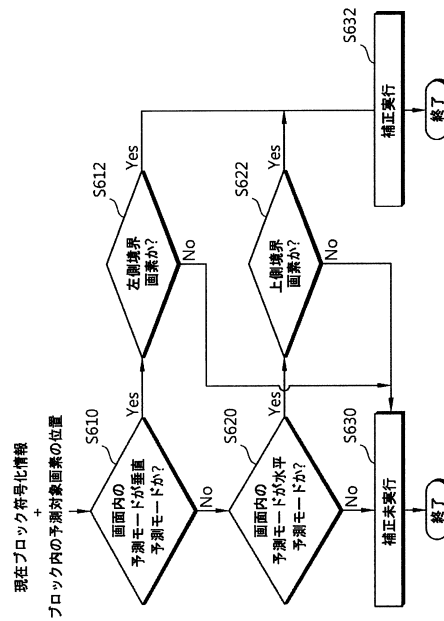 現在ブロック符号化情報
+
ブロック内の予測対象画素の位置
S610
画面内の
予測モードが垂直
予測モードか?
Yes
No
S612
左側境界
画素か?
Yes
No
S620
画面内の
予測モードが水平
予測モードか?
Yes
No
S622
上側境界
画素か?
Yes
No
S630
補正未実行
終了
S632
補正実行
終了